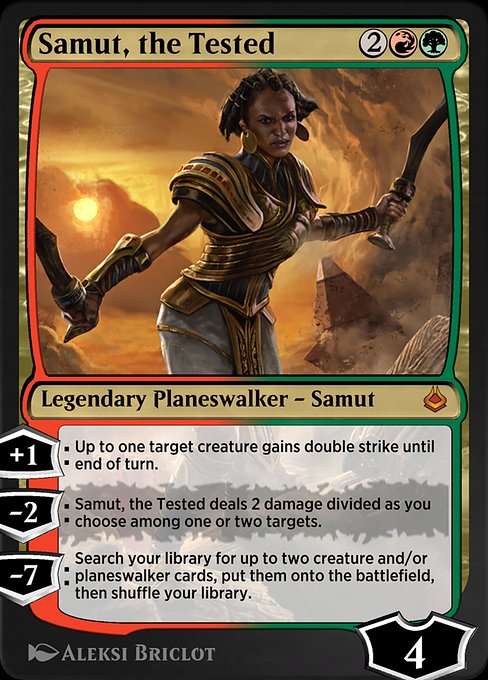 Samut, the Tested 2
Legendary Planeswalker – Samut
+1 : Up to one target creature gains double strike until
end of turn.
−2 : Samut, the Tested deals 2 damage divided as you
choose among one or two targets.
−7 : Search your library for up to two creature and/or
planeswalker cards, put them onto the battlefield,
then shuffle your library.
4
Aleksi Briclot